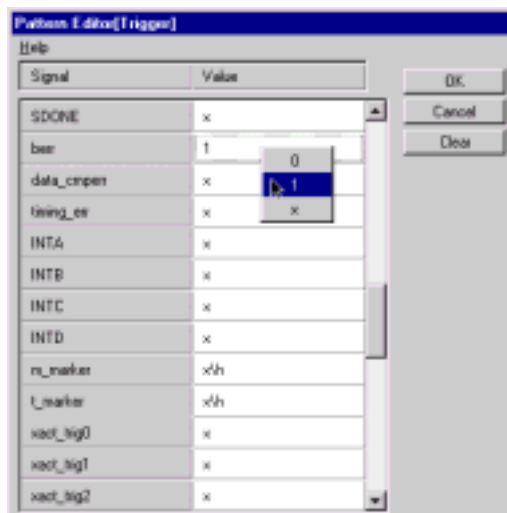 Pattern Editor[Trigger]
Help
Signal Value
OK
Cancel
Clear
SDONE x
berr 1
0
1
x
data_cmperr x
timing_err x
INTA x
INTB x
INTC x
INTD x
m_marker x\h
t_marker x\h
xact_trig0 x
xact_trig1 x
xact_trig2 x